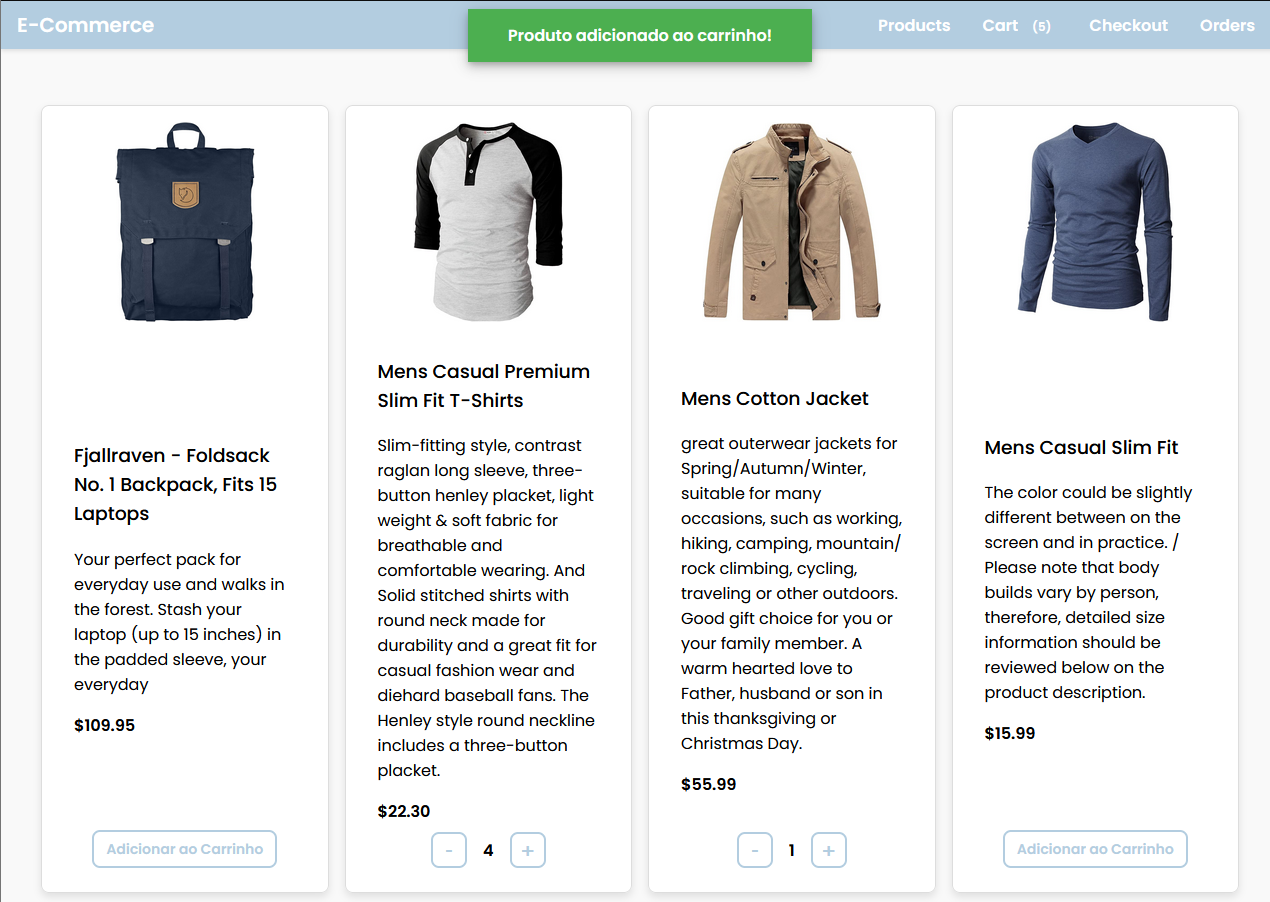 E-Commerce
Produto adicionado ao carrinho!
Products
Cart (5)
Checkout
Orders
Fjallraven - Foldsack
No. 1 Backpack, Fits 15
Laptops
Your perfect pack for
everyday use and walks in
the forest. Stash your
laptop (up to 15 inches) in
the padded sleeve, your
everyday
$109.95
Adicionar ao Carrinho
Mens Casual Premium
Slim Fit T-Shirts
Slim-fitting style, contrast
raglan long sleeve, three-
button henley placket, light
weight & soft fabric for
breathable and
comfortable wearing. And
Solid stitched shirts with
round neck made for
durability and a great fit for
casual fashion wear and
diehard baseball fans. The
Henley style round neckline
includes a three-button
placket.
$22.30
- 4 +
Mens Cotton Jacket
great outerwear jackets for
Spring/Autumn/Winter,
suitable for many
occasions, such as working,
hiking, camping, mountain/
rock climbing, cycling,
traveling or other outdoors.
Good gift choice for you or
your family member. A
warm hearted love to
Father, husband or son in
this thanksgiving or
Christmas Day.
$55.99
- 1 +
Mens Casual Slim Fit
The color could be slightly
different between on the
screen and in practice. /
Please note that body
builds vary by person,
therefore, detailed size
information should be
reviewed below on the
product description.
$15.99
Adicionar ao Carrinho